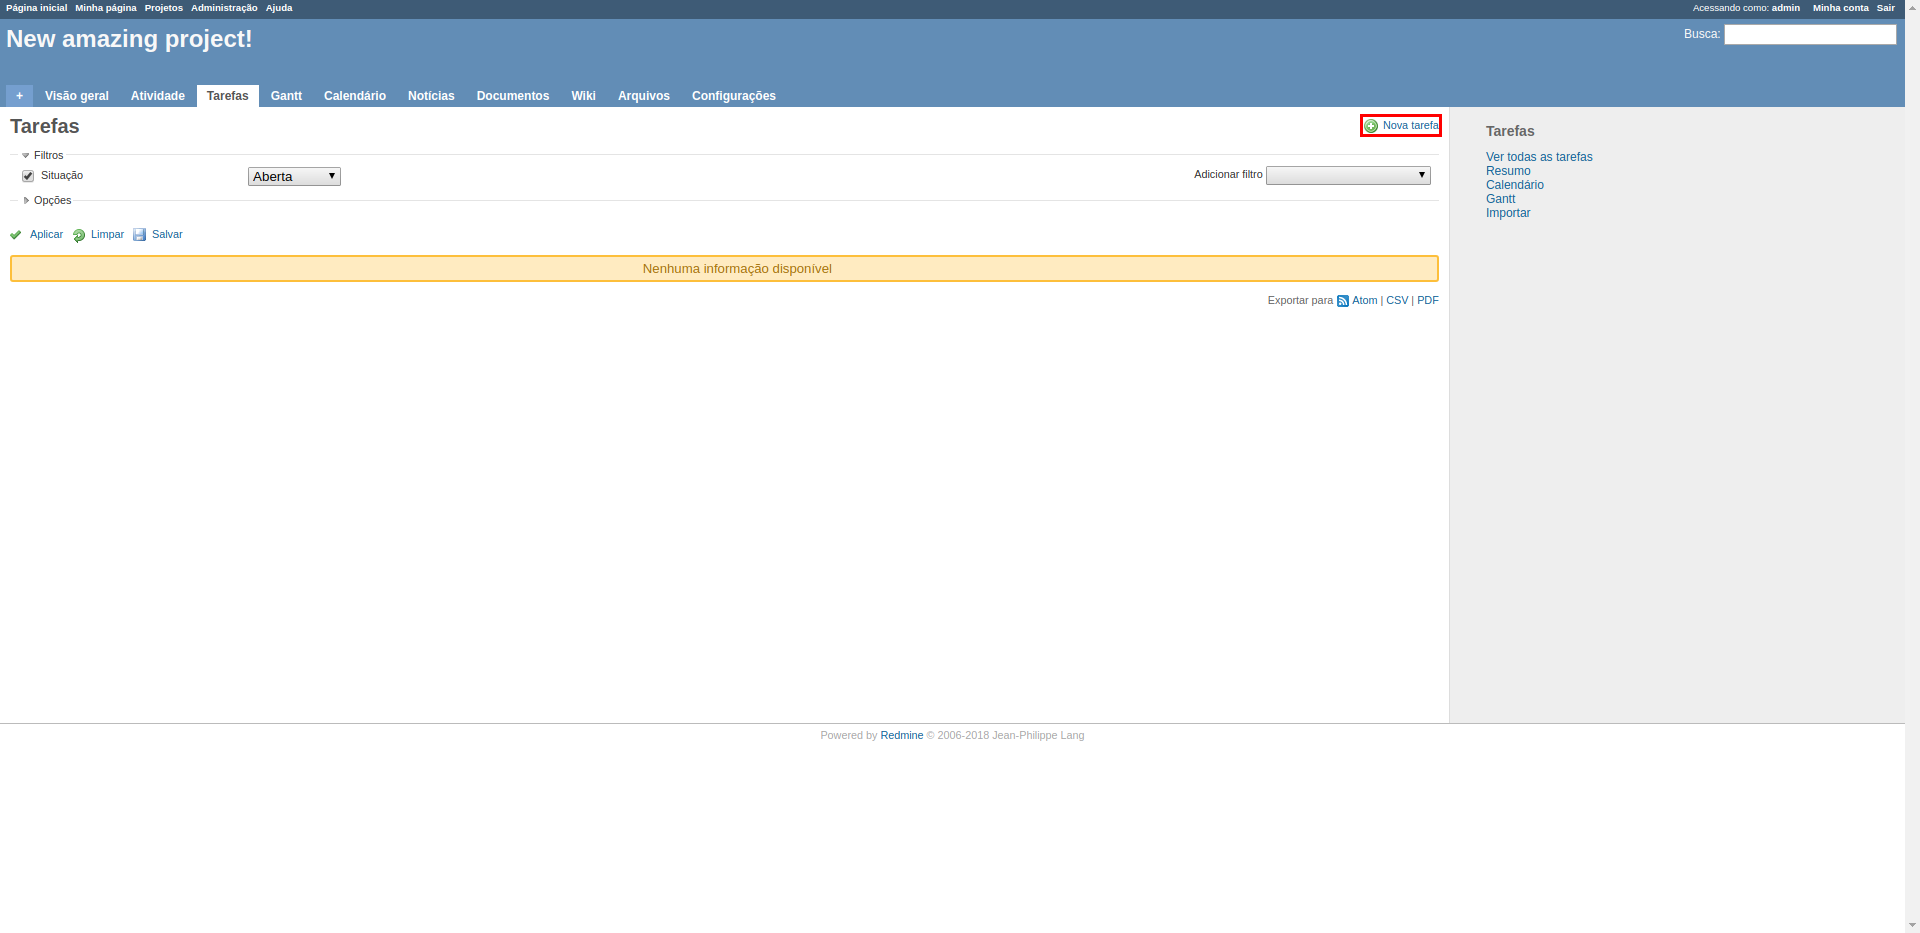 Página inicial Minha página Projetos Administração Ajuda
Acessando como: admin Minha conta Sair
New amazing project!
Busca:
+ Visão geral Atividade Tarefas Gantt Calendário Notícias Documentos Wiki Arquivos Configurações
Tarefas
Nova tarefa
Filtros
Situação
Aberta
Adicionar filtro
Opções
Aplicar Limpar Salvar
Nenhuma informação disponível
Exportar para Atom | CSV | PDF
Tarefas
Ver todas as tarefas
Resumo
Calendário
Gantt
Importar
Powered by Redmine © 2006-2018 Jean-Philippe Lang